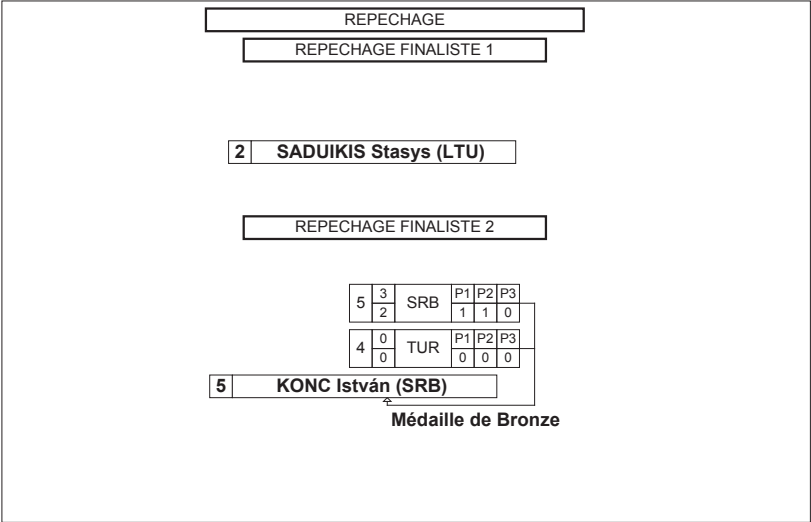 REPECHAGE
REPECHAGE FINALISTE 1
2 SADUIKIS Stasys (LTU)
REPECHAGE FINALISTE 2
5 3 SRB P1 P2 P3
2 1 1 0
4 0 TUR P1 P2 P3
0 0 0 0
5 KONC István (SRB)
Médaille de Bronze